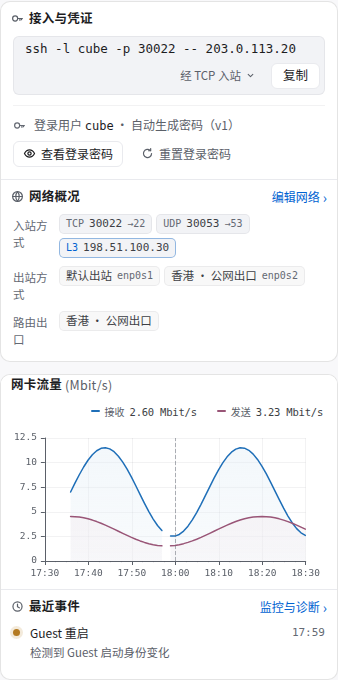 接入与凭证
ssh -l cube -p 30022 -- 203.0.113.20
经 TCP 入站
复制
登录用户 cube · 自动生成密码（v1）
查看登录密码
重置登录密码
网络概况
编辑网络 ›
入站方式
TCP 30022 →22
UDP 30053 →53
L3 198.51.100.30
出站方式
默认出站 enp0s1
香港 · 公网出口 enp0s2
路由出口
香港 · 公网出口
网卡流量 (Mbit/s)
接收 2.60 Mbit/s
发送 3.23 Mbit/s
12.5
10
7.5
5
2.5
0
17:30 17:40 17:50 18:00 18:10 18:20 18:30
最近事件
监控与诊断 ›
Guest 重启
17:59
检测到 Guest 启动身份变化